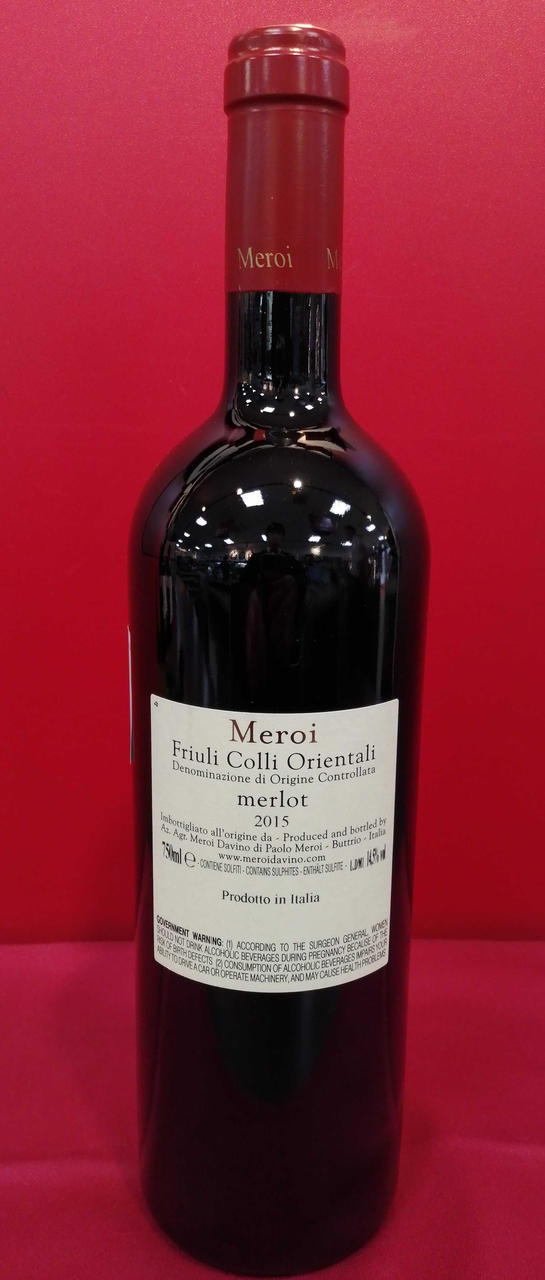 Meroi
Meroi
Friuli Colli Orientali
Denominazione di Origine Controllata
merlot
2015
Imbottigliato all'origine da - Produced and bottled by
Az. Agr. Meroi Davino di Paolo Meroi - Buttrio - Italia
www.meroidavino.com
750ml e - CONTIENE SOLFITI - CONTAINS SULPHITES - ENTHÄLT SULFITE - 14,5% vol
Prodotto in Italia
GOVERNMENT WARNING: (1) ACCORDING TO THE SURGEON GENERAL, WOMEN
SHOULD NOT DRINK ALCOHOLIC BEVERAGES DURING PREGNANCY BECAUSE OF THE
RISK OF BIRTH DEFECTS. (2) CONSUMPTION OF ALCOHOLIC BEVERAGES IMPAIRS YOUR
ABILITY TO DRIVE A CAR OR OPERATE MACHINERY, AND MAY CAUSE HEALTH PROBLEMS.